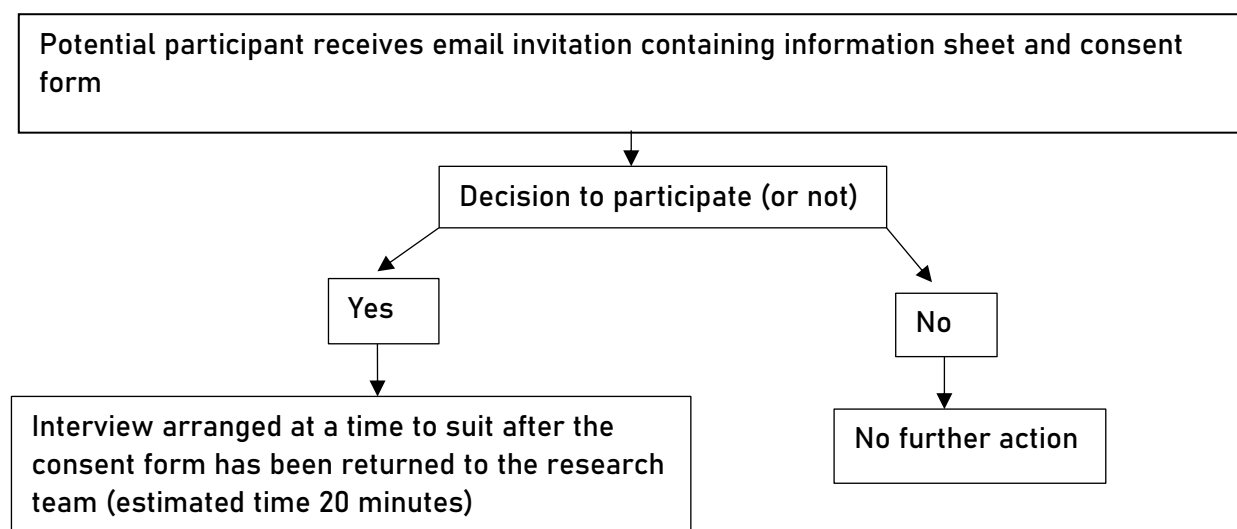 Potential participant receives email invitation containing information sheet and consent
form
Decision to participate (or not)
Yes
No
Interview arranged at a time to suit after the
consent form has been returned to the research
team (estimated time 20 minutes)
No further action